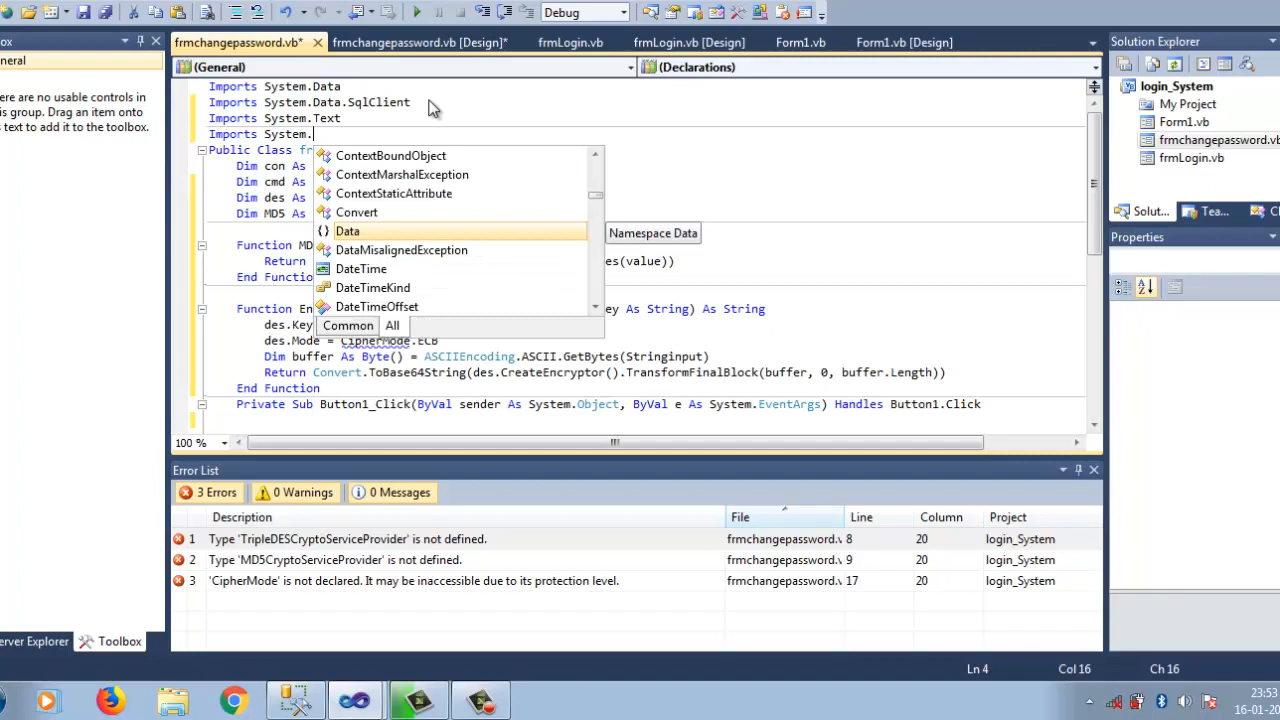 Debug
ox
frmchangepassword.vb*
frmchangepassword.vb [Design]*
frmLogin.vb
frmLogin.vb [Design]
Form1.vb
Form1.vb [Design]
Solution Explorer
eneral
(General)
(Declarations)
ere are no usable controls in
is group. Drag an item onto
s text to add it to the toolbox.
Imports System.Data
Imports System.Data.SqlClient
Imports System.Text
Imports System.
Public Class fr
Dim con As
Dim cmd As
Dim des As
Dim MD5 As
Function MD
Return es(value))
End Functio
Function En ey As String) As String
des.Key
des.Mode = CipherMode.ECB
Dim buffer As Byte() = ASCIIEncoding.ASCII.GetBytes(Stringinput)
Return Convert.ToBase64String(des.CreateEncryptor().TransformFinalBlock(buffer, 0, buffer.Length))
End Function
Private Sub Button1_Click(ByVal sender As System.Object, ByVal e As System.EventArgs) Handles Button1.Click
ContextBoundObject
ContextMarshalException
ContextStaticAttribute
Convert
{} Data
DataMisalignedException
DateTime
DateTimeKind
DateTimeOffset
Common All
Namespace Data
login_System
My Project
Form1.vb
frmchangepassword.vb
frmLogin.vb
Solut...
Tea...
Cl
Properties
100 %
Error List
3 Errors
0 Warnings
0 Messages
Description File Line Column Project
1 Type 'TripleDESCryptoServiceProvider' is not defined. frmchangepassword.v 8 20 login_System
2 Type 'MD5CryptoServiceProvider' is not defined. frmchangepassword.v 9 20 login_System
3 'CipherMode' is not declared. It may be inaccessible due to its protection level. frmchangepassword.v 17 20 login_System
erver Explorer
Toolbox
Ln 4 Col 16 Ch 16
23:53
16-01-20